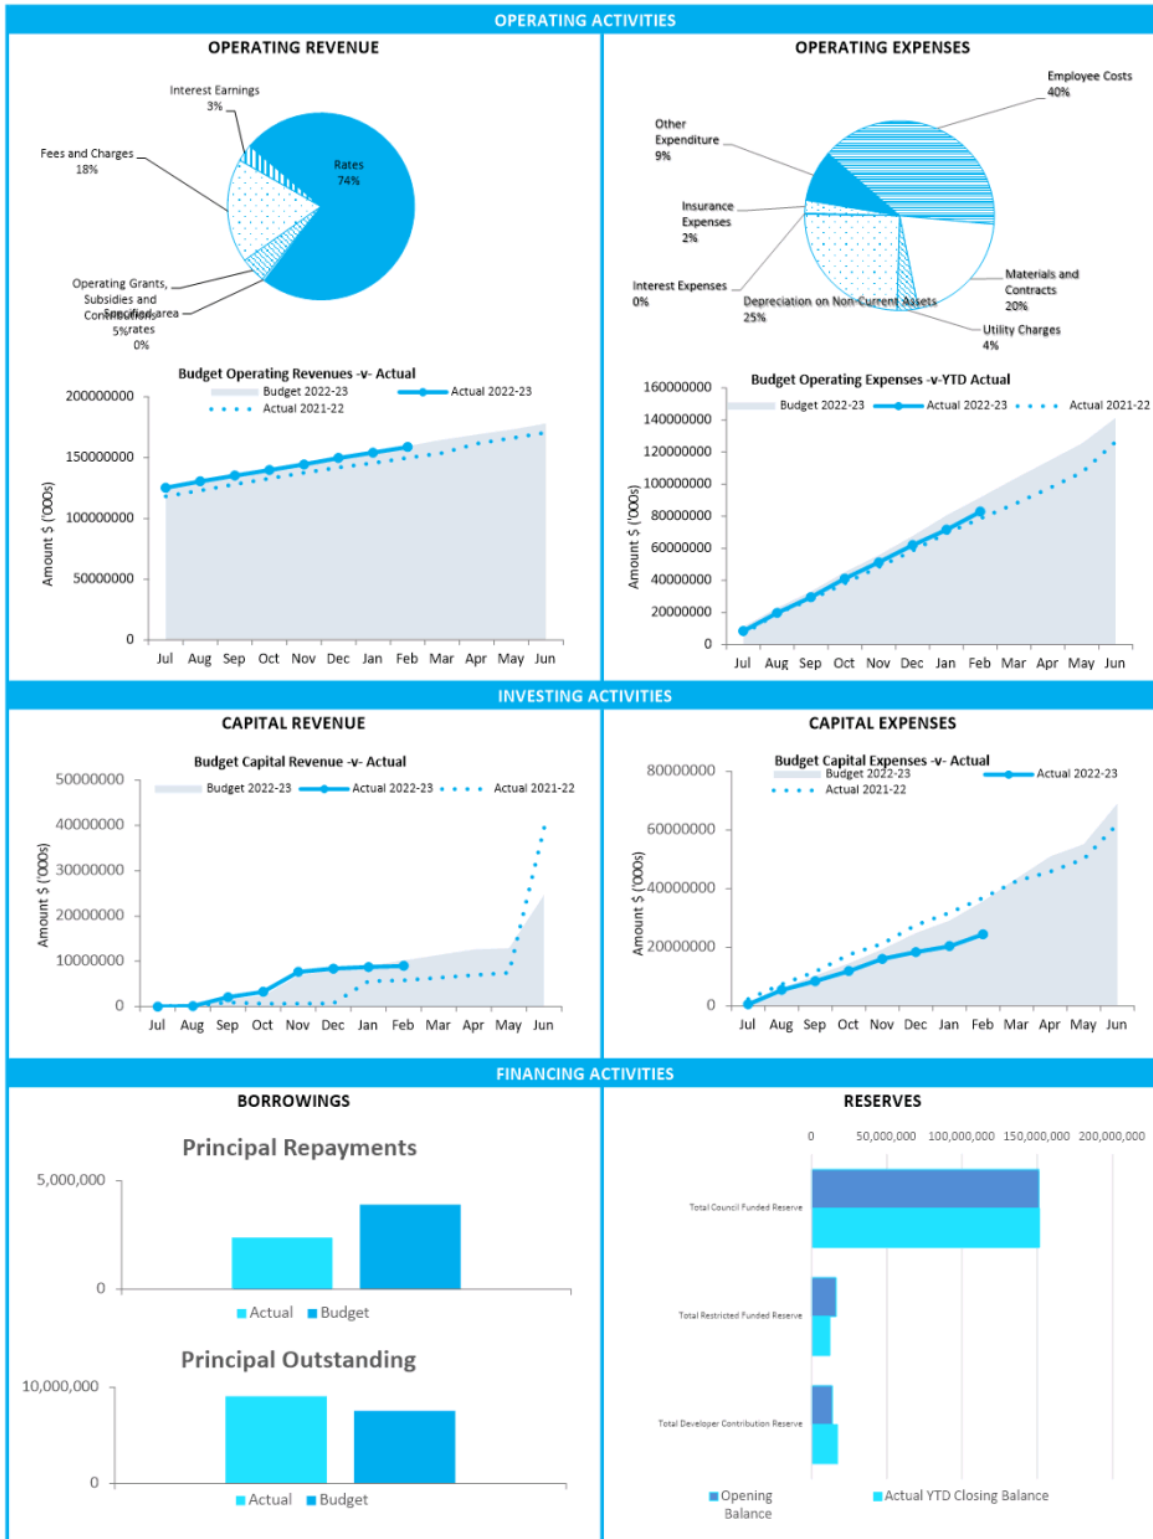 OPERATING ACTIVITIES
OPERATING REVENUE
Interest Earnings
3%
Fees and Charges
18%
Rates
74%
Operating Grants,
Subsidies and
Contributions
5%
Specified area
rates
0%
Budget Operating Revenues -v- Actual
Budget 2022-23
Actual 2022-23
Actual 2021-22
Amount $ ('000s)
200000000
150000000
100000000
50000000
0
Jul Aug Sep Oct Nov Dec Jan Feb Mar Apr May Jun
OPERATING EXPENSES
Employee Costs
40%
Other
Expenditure
9%
Insurance
Expenses
2%
Interest Expenses
0%
Depreciation on Non-Current Assets
25%
Materials and
Contracts
20%
Utility Charges
4%
Budget Operating Expenses -v-YTD Actual
Budget 2022-23 Actual 2022-23 Actual 2021-22
Amount $ ('000s)
160000000
140000000
120000000
100000000
80000000
60000000
40000000
20000000
0
Jul Aug Sep Oct Nov Dec Jan Feb Mar Apr May Jun
INVESTING ACTIVITIES
CAPITAL REVENUE
Budget Capital Revenue -v- Actual
Budget 2022-23 Actual 2022-23 Actual 2021-22
Amount $ ('000s)
50000000
40000000
30000000
20000000
10000000
0
Jul Aug Sep Oct Nov Dec Jan Feb Mar Apr May Jun
CAPITAL EXPENSES
Budget Capital Expenses -v- Actual
Budget 2022-23 Actual 2022-23
Actual 2021-22
Amount $ ('000s)
80000000
60000000
40000000
20000000
0
Jul Aug Sep Oct Nov Dec Jan Feb Mar Apr May Jun
FINANCING ACTIVITIES
BORROWINGS
Principal Repayments
5,000,000
0
Actual Budget
Principal Outstanding
10,000,000
0
Actual Budget
RESERVES
0 50,000,000 100,000,000 150,000,000 200,000,000
Total Council Funded Reserve
Total Restricted Funded Reserve
Total Developer Contribution Reserve
Opening
Balance
Actual YTD Closing Balance